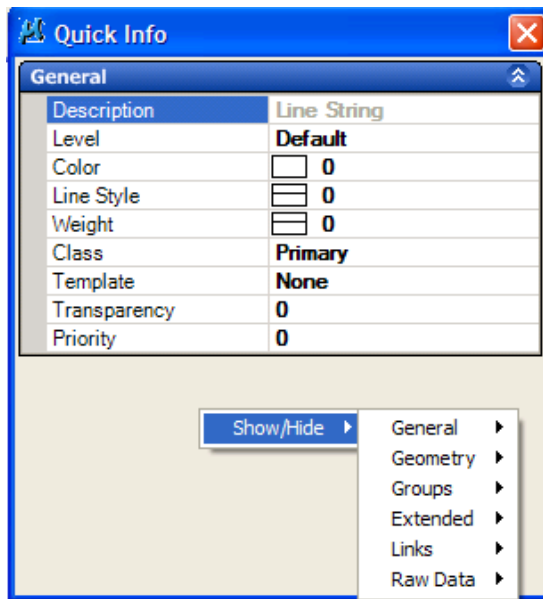 Quick Info
General
Description Line String
Level Default
Color 0
Line Style 0
Weight 0
Class Primary
Template None
Transparency 0
Priority 0
Show/Hide General
Geometry
Groups
Extended
Links
Raw Data